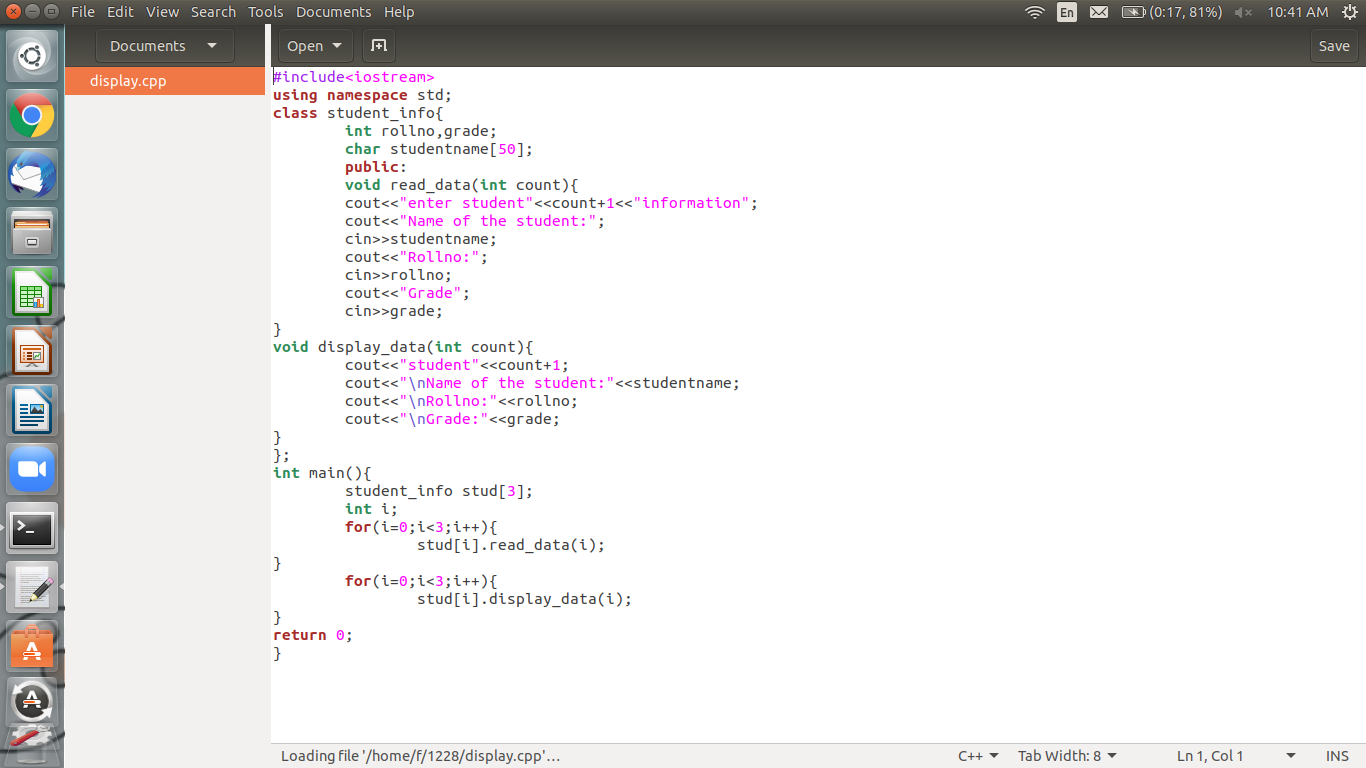 File Edit View Search Tools Documents Help En (0:17, 81%) 10:41 AM
Documents Open Save
display.cpp
#include<iostream>
using namespace std;
class student_info{
int rollno,grade;
char studentname[50];
public:
void read_data(int count){
cout<<"enter student"<<count+1<<"information";
cout<<"Name of the student:";
cin>>studentname;
cout<<"Rollno:";
cin>>rollno;
cout<<"Grade";
cin>>grade;
}
void display_data(int count){
cout<<"student"<<count+1;
cout<<"\nName of the student:"<<studentname;
cout<<"\nRollno:"<<rollno;
cout<<"\nGrade:"<<grade;
}
};
int main(){
student_info stud[3];
int i;
for(i=0;i<3;i++){
stud[i].read_data(i);
}
for(i=0;i<3;i++){
stud[i].display_data(i);
}
return 0;
}
Loading file '/home/f/1228/display.cpp'… C++ Tab Width: 8 Ln 1, Col 1 INS